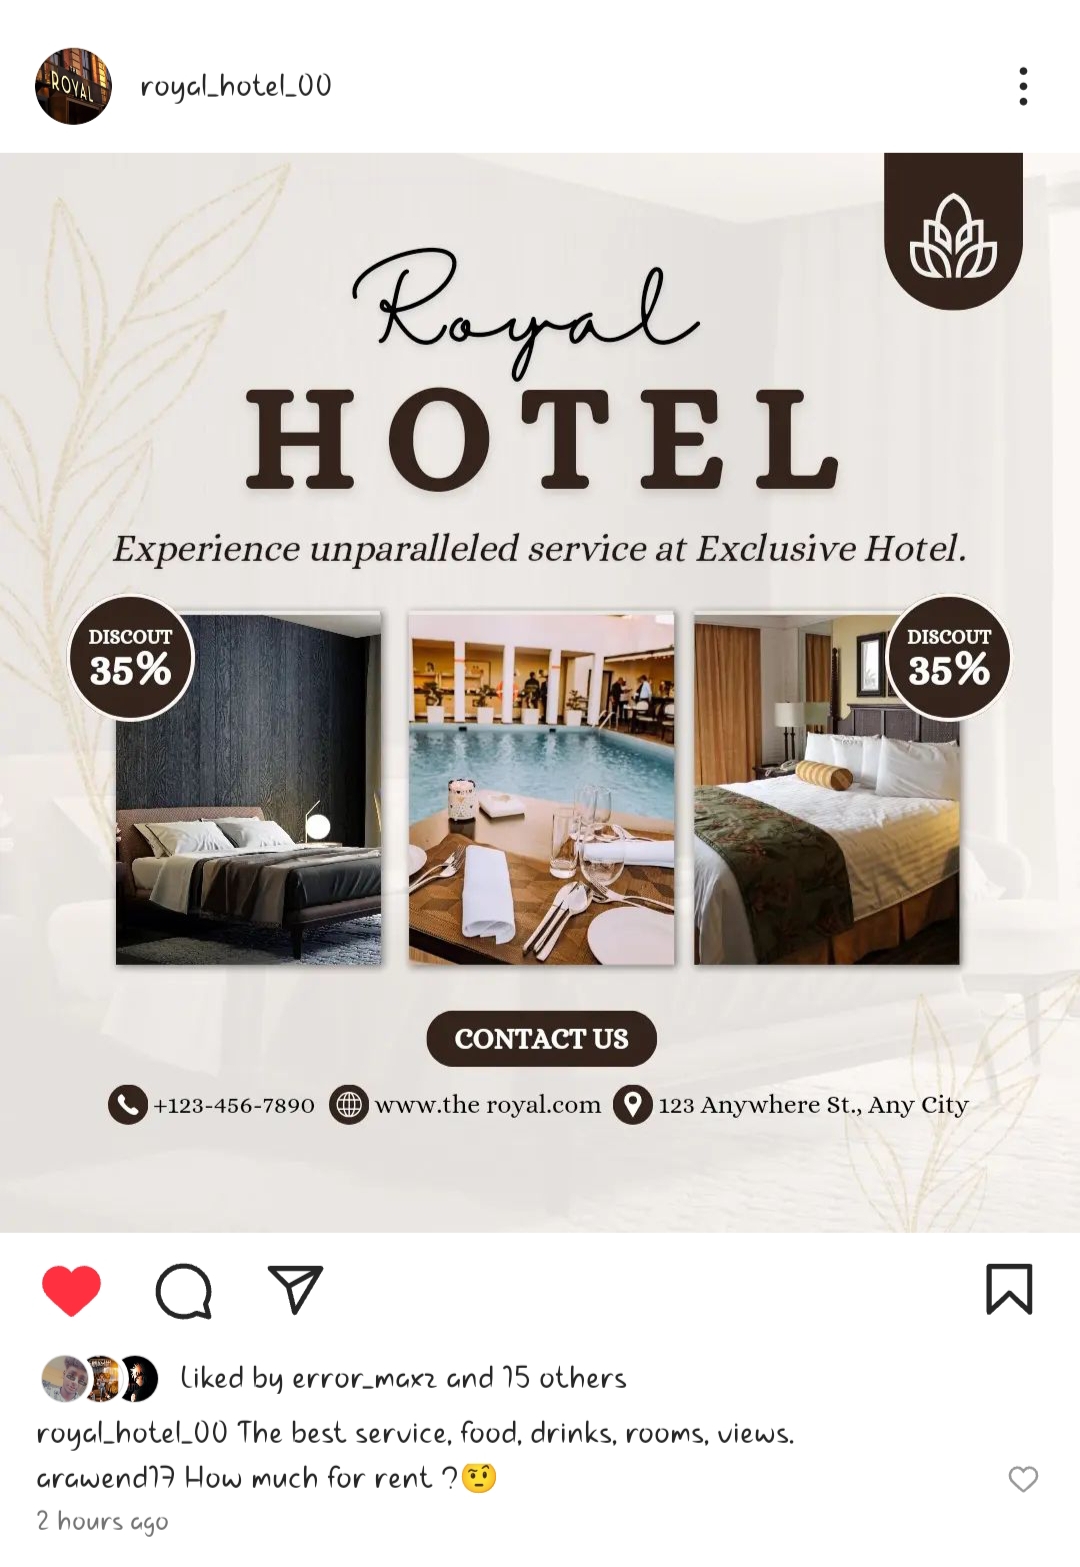 ROYAL
royal_hotel_00
Royal
HOTEL
Experience unparalleled service at Exclusive Hotel.
DISCOUT
35%
DISCOUT
35%
CONTACT US
+123-456-7890 www.the royal.com 123 Anywhere St., Any City
liked by error_maxz and 15 others
royal_hotel_00 The best service, food, drinks, rooms, views.
arawend17 How much for rent ?🤨
2 hours ago